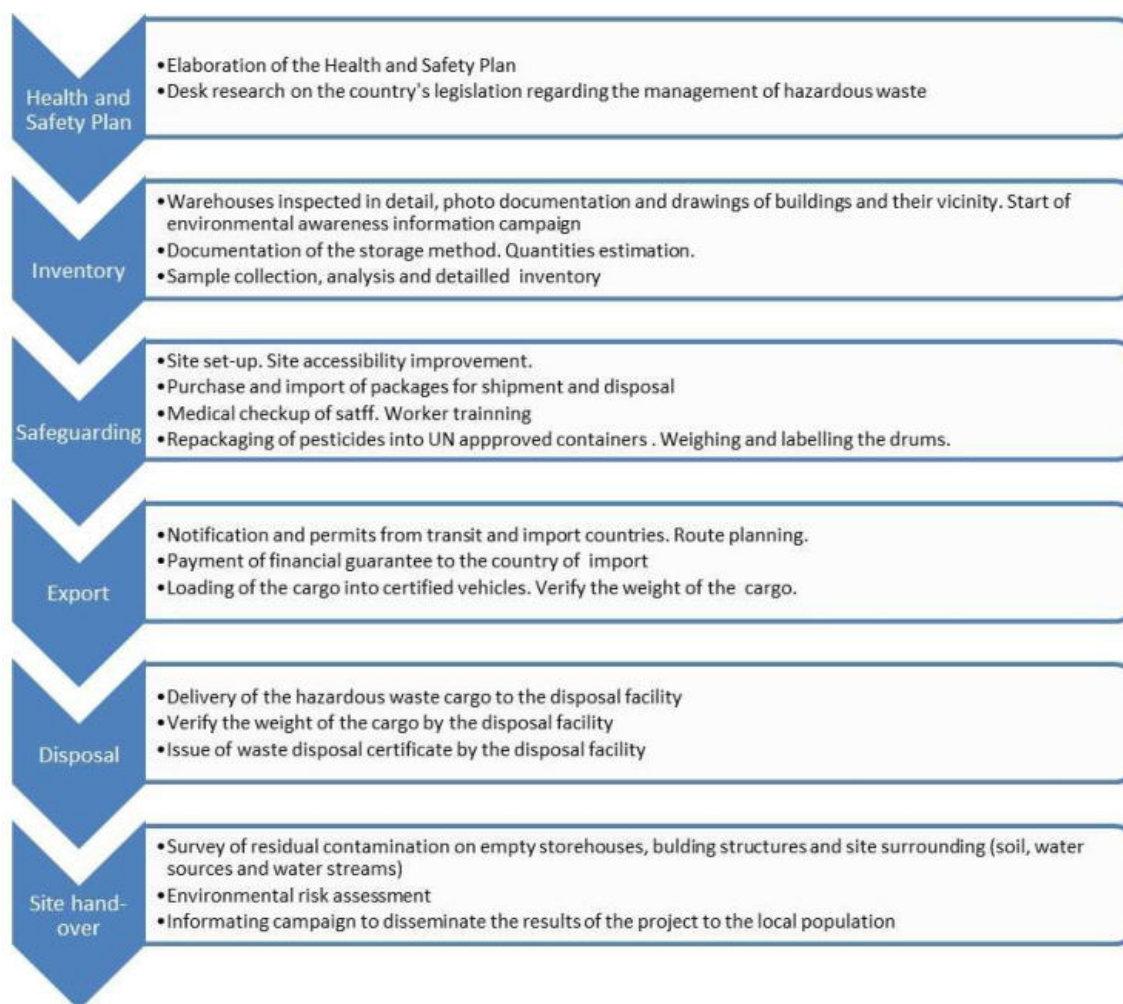 Health and
Safety Plan
•Elaboration of the Health and Safety Plan
•Desk research on the country's legislation regarding the management of hazardous waste
Inventory
•Warehouses inspected in detail, photo documentation and drawings of buildings and their vicinity. Start of
environmental awareness information campaign
•Documentation of the storage method. Quantities estimation.
•Sample collection, analysis and detailled inventory
Safeguarding
•Site set-up. Site accessibility improvement.
•Purchase and import of packages for shipment and disposal
•Medical checkup of satff. Worker trainning
•Repackaging of pesticides into UN appproved containers . Weighing and labelling the drums.
Export
•Notification and permits from transit and import countries. Route planning.
•Payment of financial guarantee to the country of import
•Loading of the cargo into certified vehicles. Verify the weight of the cargo.
Disposal
•Delivery of the hazardous waste cargo to the disposal facility
•Verify the weight of the cargo by the disposal facility
•Issue of waste disposal certificate by the disposal facility
Site hand-
over
•Survey of residual contamination on empty storehouses, bulding structures and site surrounding (soil, water
sources and water streams)
•Environmental risk assessment
•Informating campaign to disseminate the results of the project to the local population